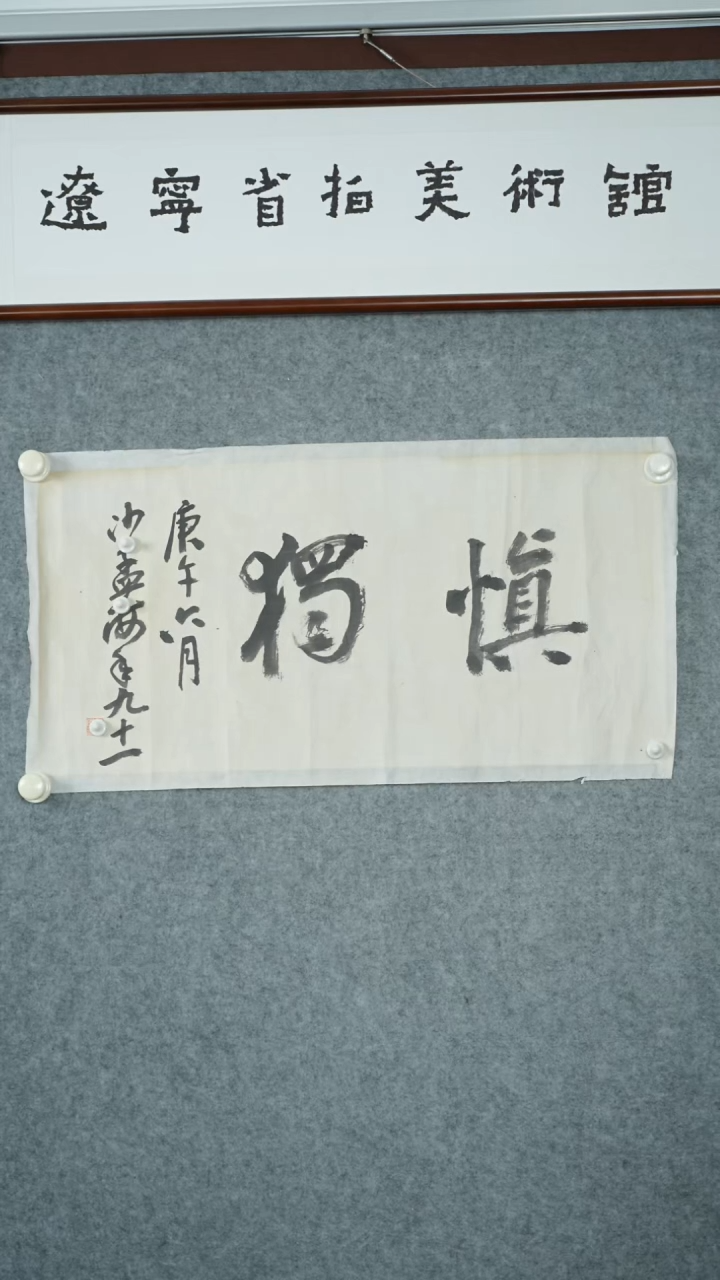 遼寧省拍美術館
慎獨
庚午六月
沙孟海年九十一